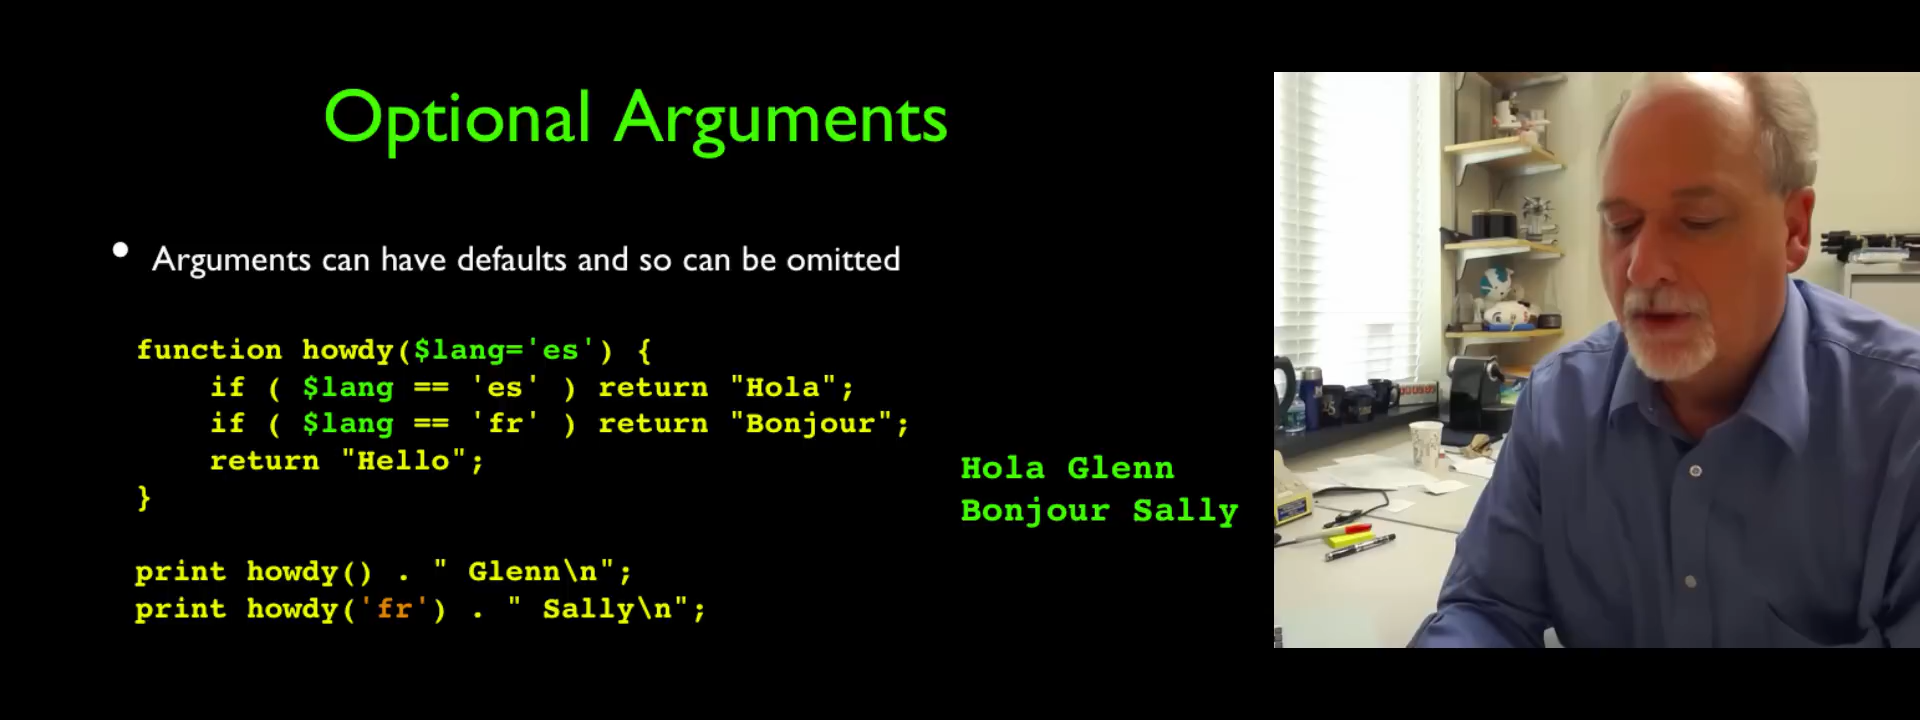 Optional Arguments
• Arguments can have defaults and so can be omitted
function howdy($lang='es') {
    if ( $lang == 'es' ) return "Hola";
    if ( $lang == 'fr' ) return "Bonjour";
    return "Hello";
}
print howdy() . " Glenn\n";
print howdy('fr') . " Sally\n";
Hola Glenn
Bonjour Sally